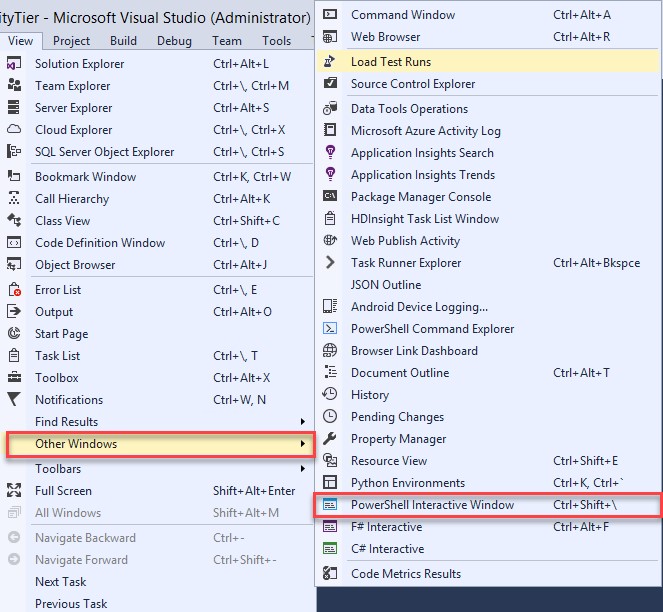 ityTier - Microsoft Visual Studio (Administrator)
View Project Build Debug Team Tools
Solution Explorer Ctrl+Alt+L
Team Explorer Ctrl+\, Ctrl+M
Server Explorer Ctrl+Alt+S
Cloud Explorer Ctrl+\, Ctrl+X
SQL Server Object Explorer Ctrl+\, Ctrl+S
Bookmark Window Ctrl+K, Ctrl+W
Call Hierarchy Ctrl+Alt+K
Class View Ctrl+Shift+C
Code Definition Window Ctrl+\, D
Object Browser Ctrl+Alt+J
Error List Ctrl+\, E
Output Ctrl+Alt+O
Start Page
Task List Ctrl+\, T
Toolbox Ctrl+Alt+X
Notifications Ctrl+W, N
Find Results
Other Windows
Toolbars
Full Screen Shift+Alt+Enter
All Windows Shift+Alt+M
Navigate Backward Ctrl+-
Navigate Forward Ctrl+Shift+-
Next Task
Previous Task
Command Window Ctrl+Alt+A
Web Browser Ctrl+Alt+R
Load Test Runs
Source Control Explorer
Data Tools Operations
Microsoft Azure Activity Log
Application Insights Search
Application Insights Trends
C:\ Package Manager Console
HDInsight Task List Window
Web Publish Activity
Task Runner Explorer Ctrl+Alt+Bkspce
JSON Outline
Android Device Logging...
PowerShell Command Explorer
Browser Link Dashboard
Document Outline Ctrl+Alt+T
History
Pending Changes
Property Manager
Resource View Ctrl+Shift+E
Python Environments Ctrl+K, Ctrl+`
PowerShell Interactive Window Ctrl+Shift+\
F# Interactive Ctrl+Alt+F
C# Interactive
Code Metrics Results